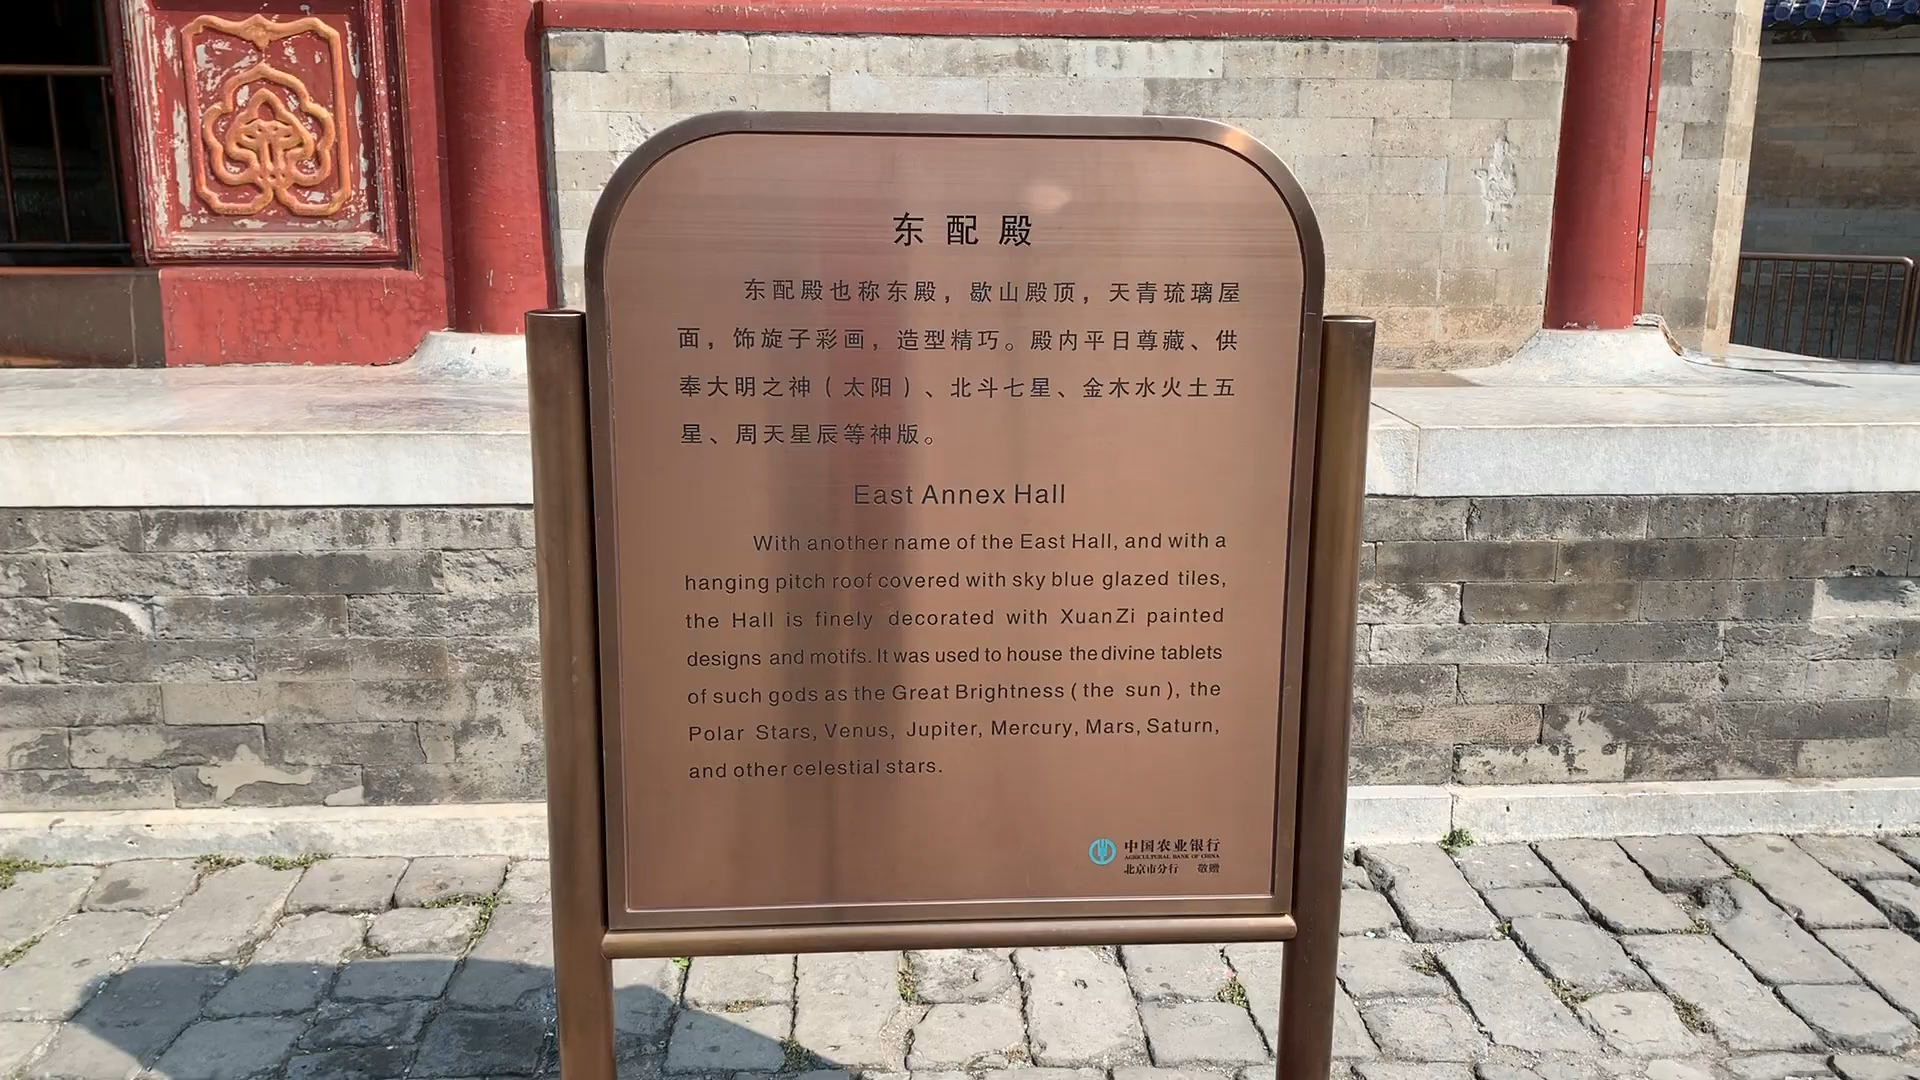 东配殿
东配殿也称东殿，歇山殿顶，天青琉璃屋
面，饰旋子彩画，造型精巧。殿内平日尊藏、供
奉大明之神（太阳）、北斗七星、金木水火土五
星、周天星辰等神版。
East Annex Hall
With another name of the East Hall, and with a
hanging pitch roof covered with sky blue glazed tiles,
the Hall is finely decorated with XuanZi painted
designs and motifs. It was used to house the divine tablets
of such gods as the Great Brightness (the sun), the
Polar Stars, Venus, Jupiter, Mercury, Mars, Saturn,
and other celestial stars.
中国农业银行
AGRICULTURAL BANK OF CHINA
北京市分行 敬赠